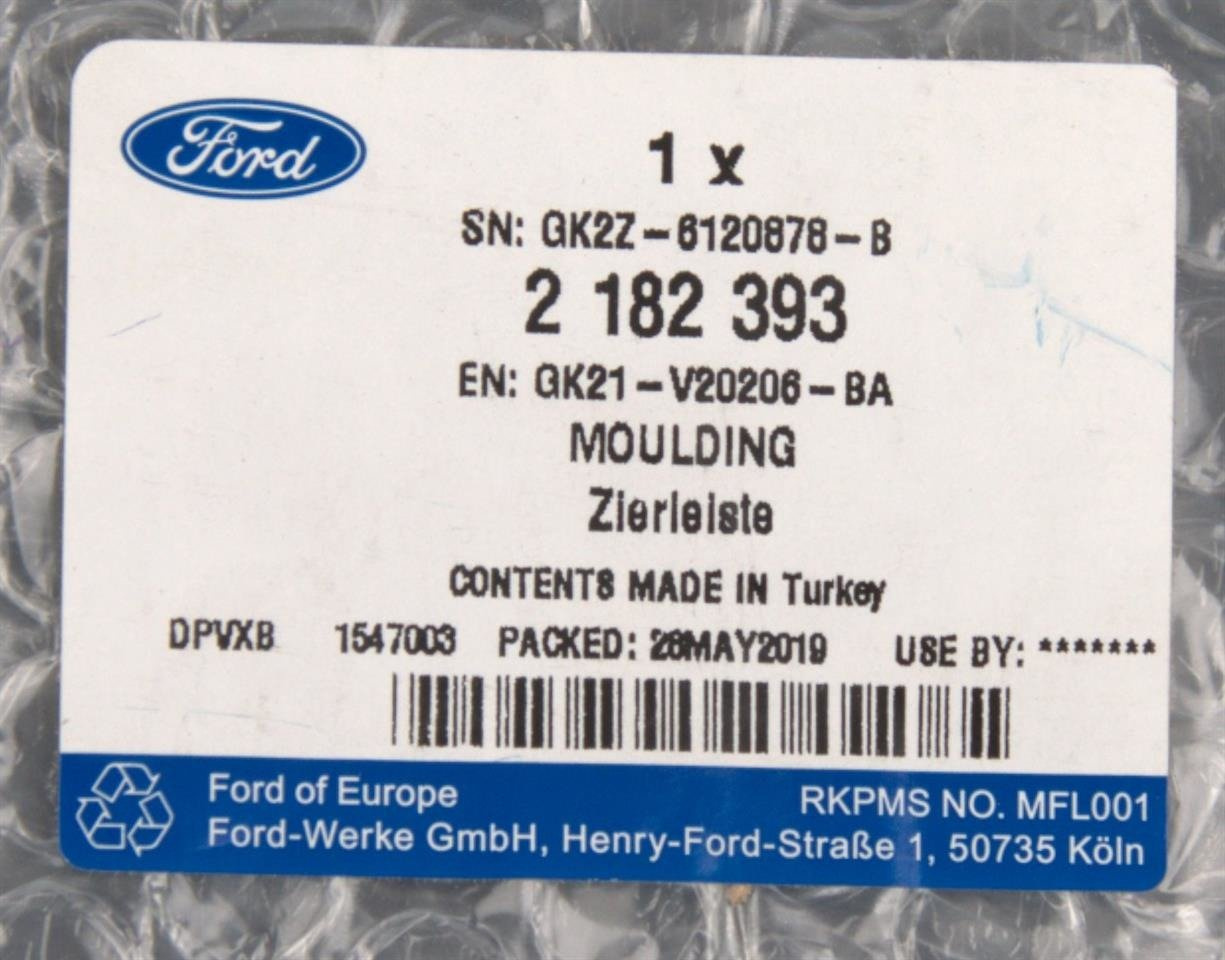 Ford
1 x
SN: GK2Z-6120878-B
2 182 393
EN: GK21-V20206-BA
MOULDING
Zierleiste
CONTENTS MADE IN Turkey
DPVXB 1547003 PACKED: 28MAY2019 USE BY: *******
Ford of Europe RKPMS NO. MFL001
Ford-Werke GmbH, Henry-Ford-Straße 1, 50735 Köln